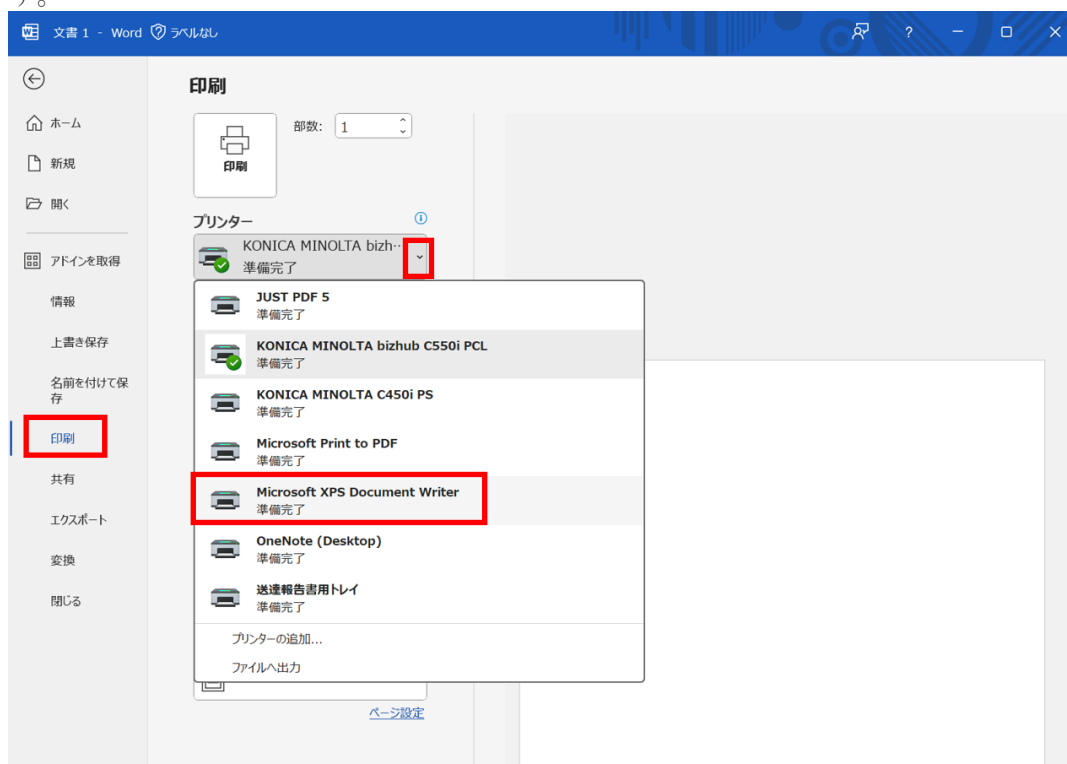 す。
文書 1 - Word ラベルなし
?
印刷
ホーム
新規
開く
アドインを取得
情報
上書き保存
名前を付けて保
存
印刷
共有
エクスポート
変換
閉じる
印刷
部数: 1
プリンター
KONICA MINOLTA bizh…
準備完了
JUST PDF 5
準備完了
KONICA MINOLTA bizhub C550i PCL
準備完了
KONICA MINOLTA C450i PS
準備完了
Microsoft Print to PDF
準備完了
Microsoft XPS Document Writer
準備完了
OneNote (Desktop)
準備完了
送達報告書用トレイ
準備完了
プリンターの追加...
ファイルへ出力
ページ設定